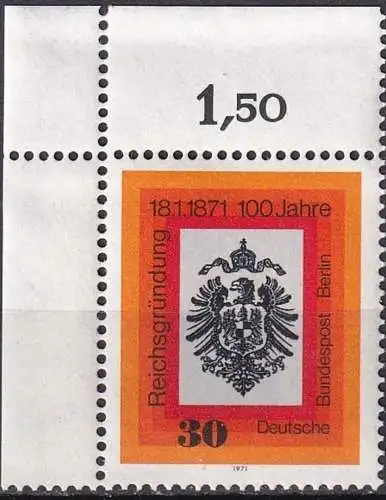 1,50
18.1.1871 100 Jahre
Reichsgründung
30
Deutsche
Bundespost Berlin
1971